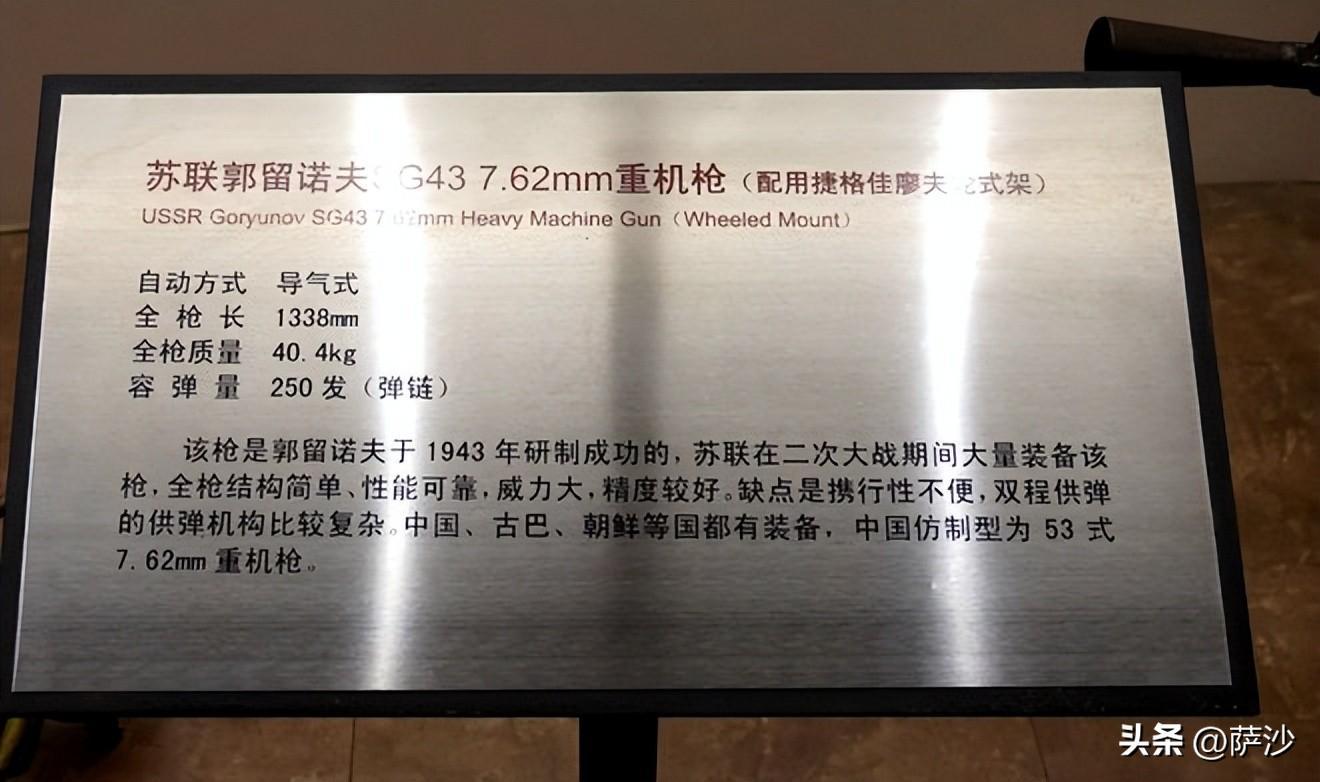 苏联郭留诺夫SG43 7.62mm重机枪（配用捷格佳廖夫轮式架）
USSR Goryunov SG43 7.62mm Heavy Machine Gun（Wheeled Mount）
自动方式 导气式
全枪长 1338mm
全枪质量 40.4kg
容弹量 250发（弹链）
该枪是郭留诺夫于1943年研制成功的，苏联在二次大战期间大量装备该
枪，全枪结构简单、性能可靠，威力大，精度较好。缺点是携行性不便，双程供弹
的供弹机构比较复杂。中国、古巴、朝鲜等国都有装备，中国仿制型为53式
7.62mm重机枪。
头条 @萨沙